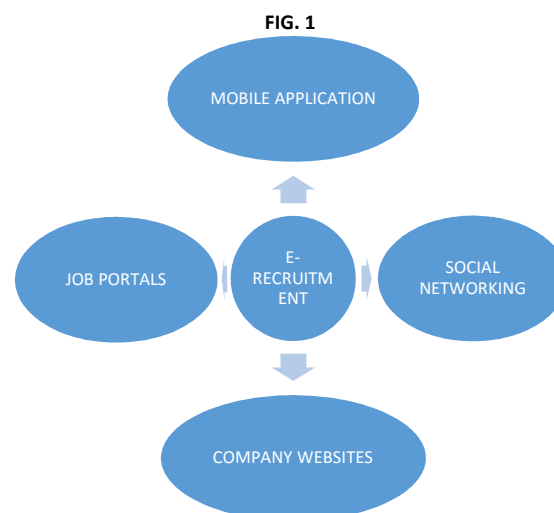 FIG. 1
MOBILE APPLICATION
JOB PORTALS
E-
RECRUITM
ENT
SOCIAL
NETWORKING
COMPANY WEBSITES